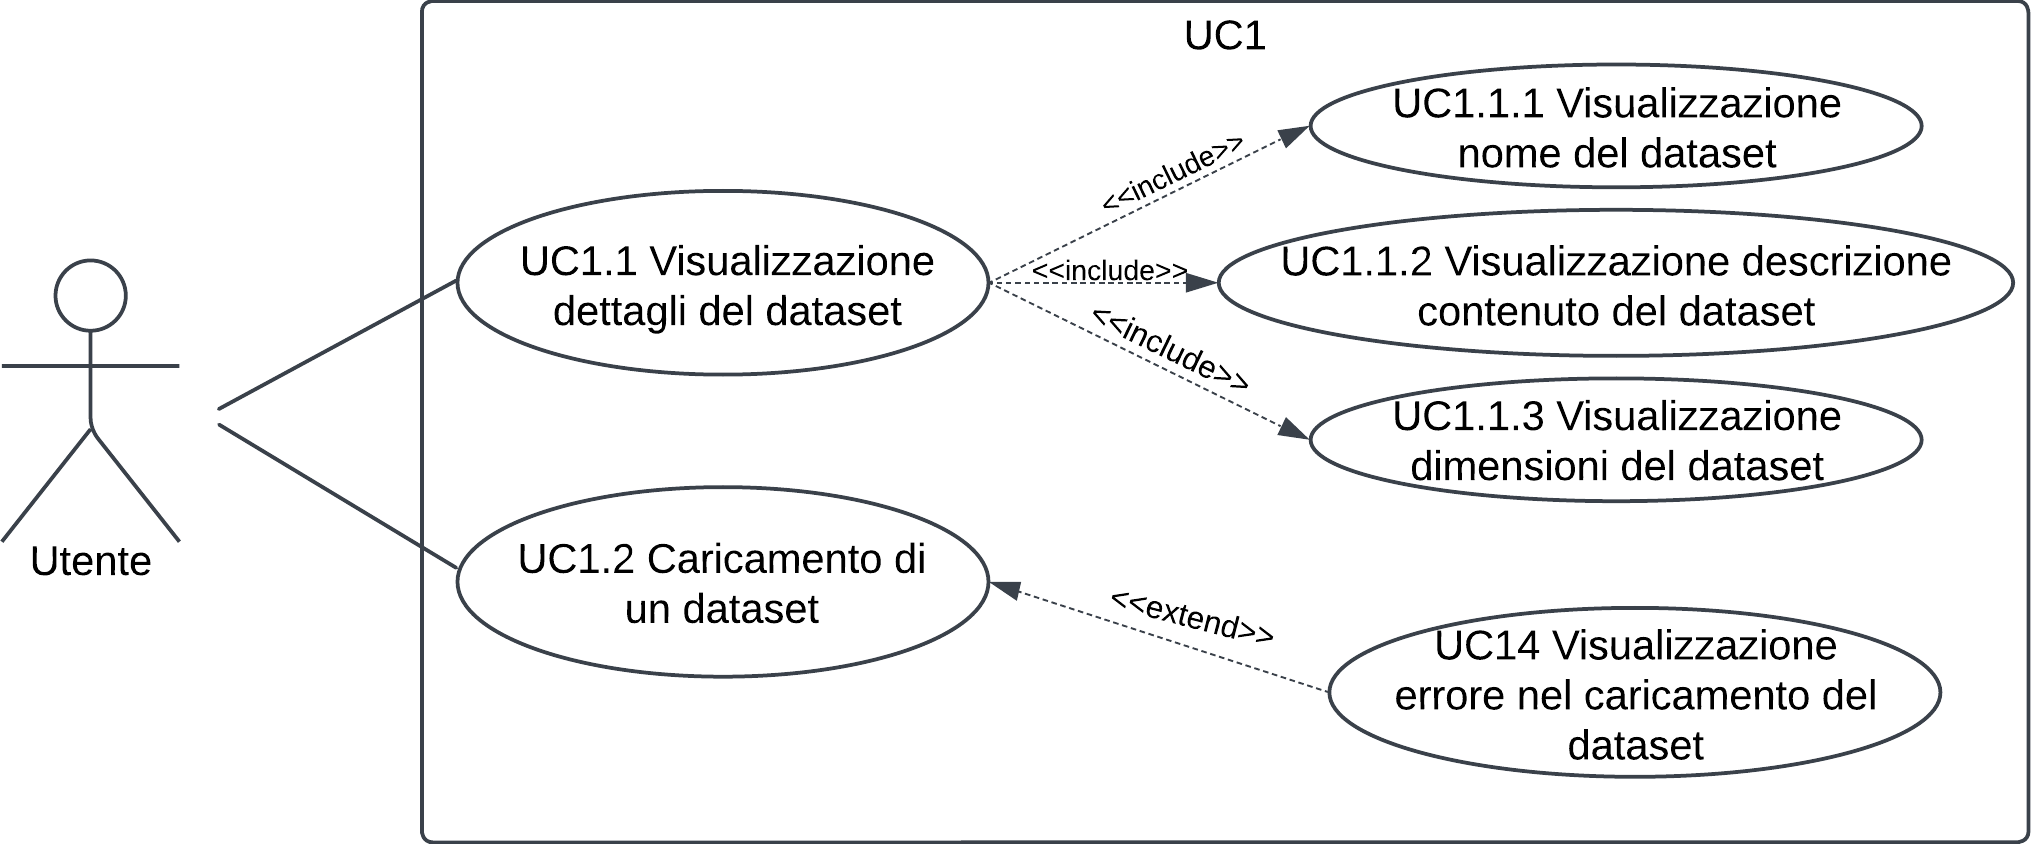 UC1
UC1.1.1 Visualizzazione
nome del dataset
<<include>>
UC1.1 Visualizzazione
dettagli del dataset
<<include>>
UC1.1.2 Visualizzazione descrizione
contenuto del dataset
<<include>>
UC1.1.3 Visualizzazione
dimensioni del dataset
Utente
UC1.2 Caricamento di
un dataset
<<extend>>
UC14 Visualizzazione
errore nel caricamento del
dataset